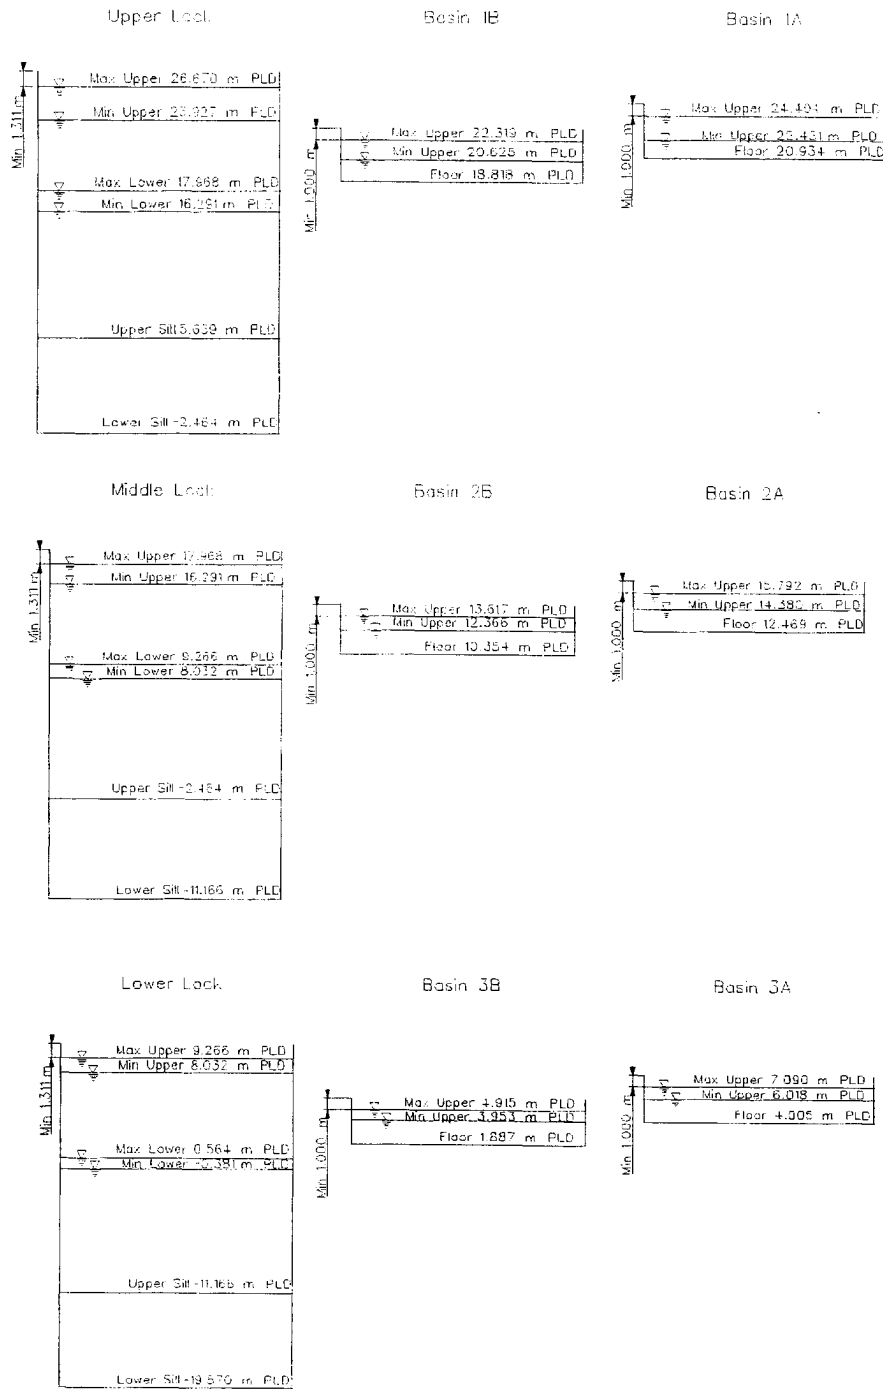 Upper Lock
Basin 1B
Basin 1A
Max Upper 26.670 m PLD
Min Upper 23.927 m PLD
Max Lower 17.968 m PLD
Min Lower 16.291 m PLD
Upper Sill 5.639 m PLD
Lower Sill -2.464 m PLD
Min 1.311 m
Max Upper 22.319 m PLD
Min Upper 20.625 m PLD
Floor 18.818 m PLD
Min 1.000 m
Max Upper 24.494 m PLD
Min Upper
m PLD
Floor 20.934 m PLD
Min 1.000 m
Middle Lock
Basin 2B
Basin 2A
Max Upper 17.968 m PLD
Min Upper 16.291 m PLD
Max Lower 9.266 m PLD
Min Lower 8.032 m PLD
Upper Sill -2.464 m PLD
Lower Sill -11.166 m PLD
Min 1.311 m
Max Upper 13.617 m PLD
Min Upper 12.366 m PLD
Floor 10.354 m PLD
Min 1.000 m
Max Upper 15.792 m PLD
Min Upper 14.380 m PLD
Floor 12.469 m PLD
Min 1.000 m
Lower Lock
Basin 3B
Basin 3A
Max Upper 9.266 m PLD
Min Upper 8.032 m PLD
Max Lower 0.564 m PLD
Min Lower -0.381 m PLD
Upper Sill -11.166 m PLD
Lower Sill -19.570 m PLD
Min 1.311 m
Max Upper 4.915 m PLD
Min Upper 3.953 m PLD
Floor 1.887 m PLD
Min 1.000 m
Max Upper 7.090 m PLD
Min Upper 6.018 m PLD
Floor 4.005 m PLD
Min 1.000 m